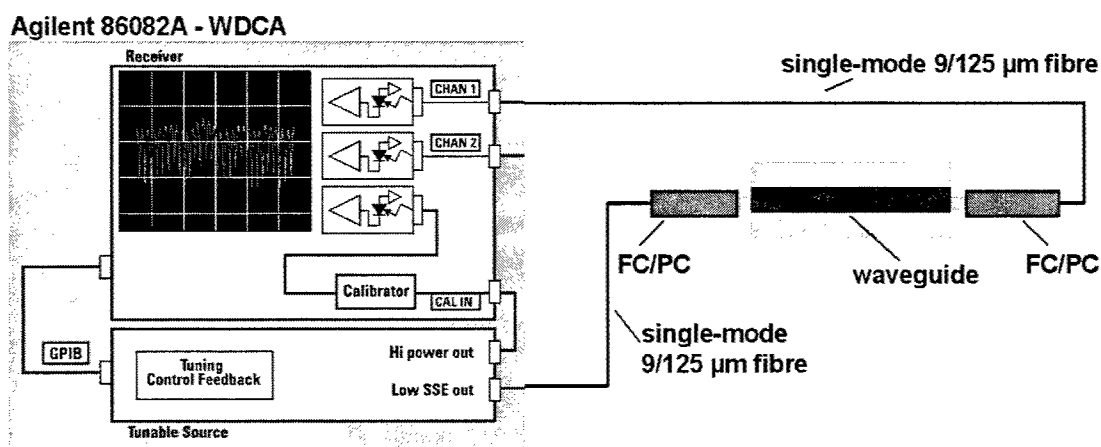 Agilent 86082A - WDCA
Receiver
CHAN 1
CHAN 2
single-mode 9/125 µm fibre
FC/PC
waveguide
FC/PC
Calibrator
CAL IN
single-mode
9/125 µm fibre
GPIB
Tuning
Control Feedback
Hi power out
Low SSE out
Tunable Source